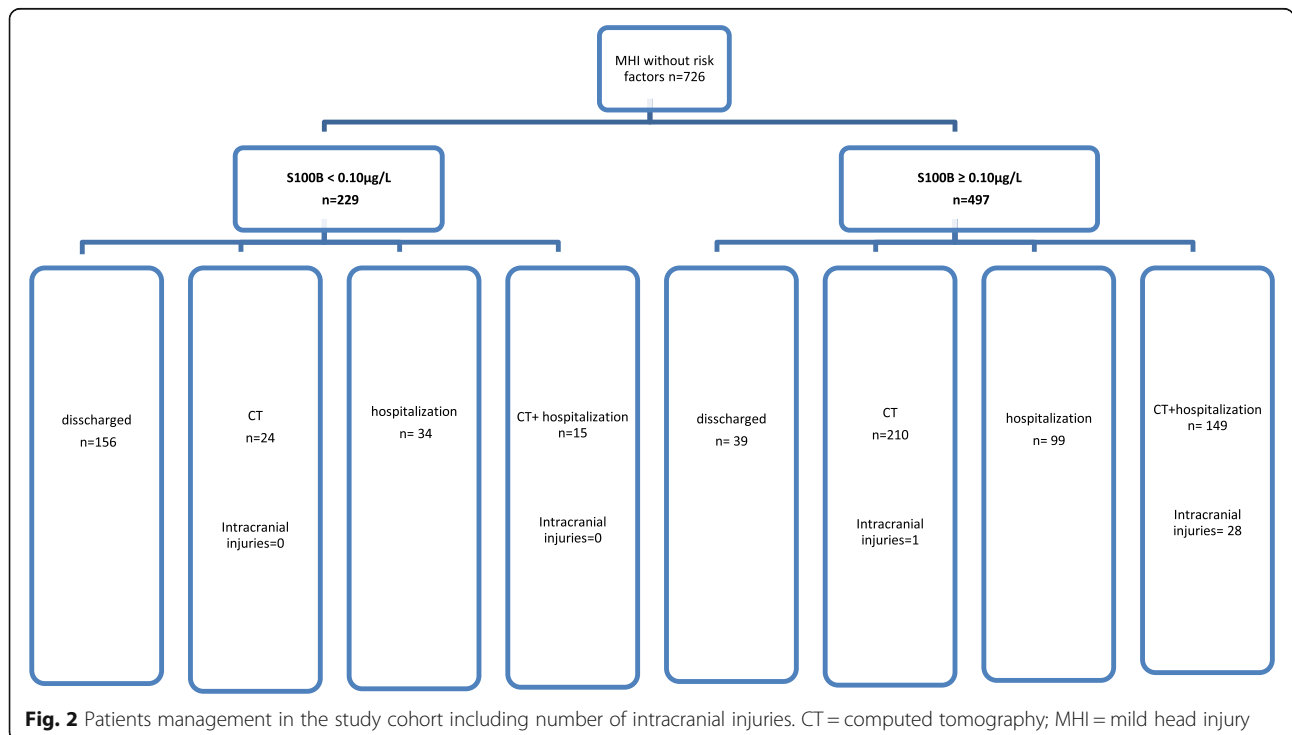 MHI without risk
factors n=726
S100B < 0.10µg/L
n=229
S100B ≥ 0.10µg/L
n=497
disscharged
n=156
CT
n=24
Intracranial
injuries=0
hospitalization
n= 34
CT+ hospitalization
n=15
Intracranial
injuries=0
disscharged
n= 39
CT
n=210
Intracranial
injuries=1
hospitalization
n= 99
CT+hospitalization
n= 149
Intracranial
injuries= 28
Fig. 2 Patients management in the study cohort including number of intracranial injuries. CT = computed tomography; MHI = mild head injury